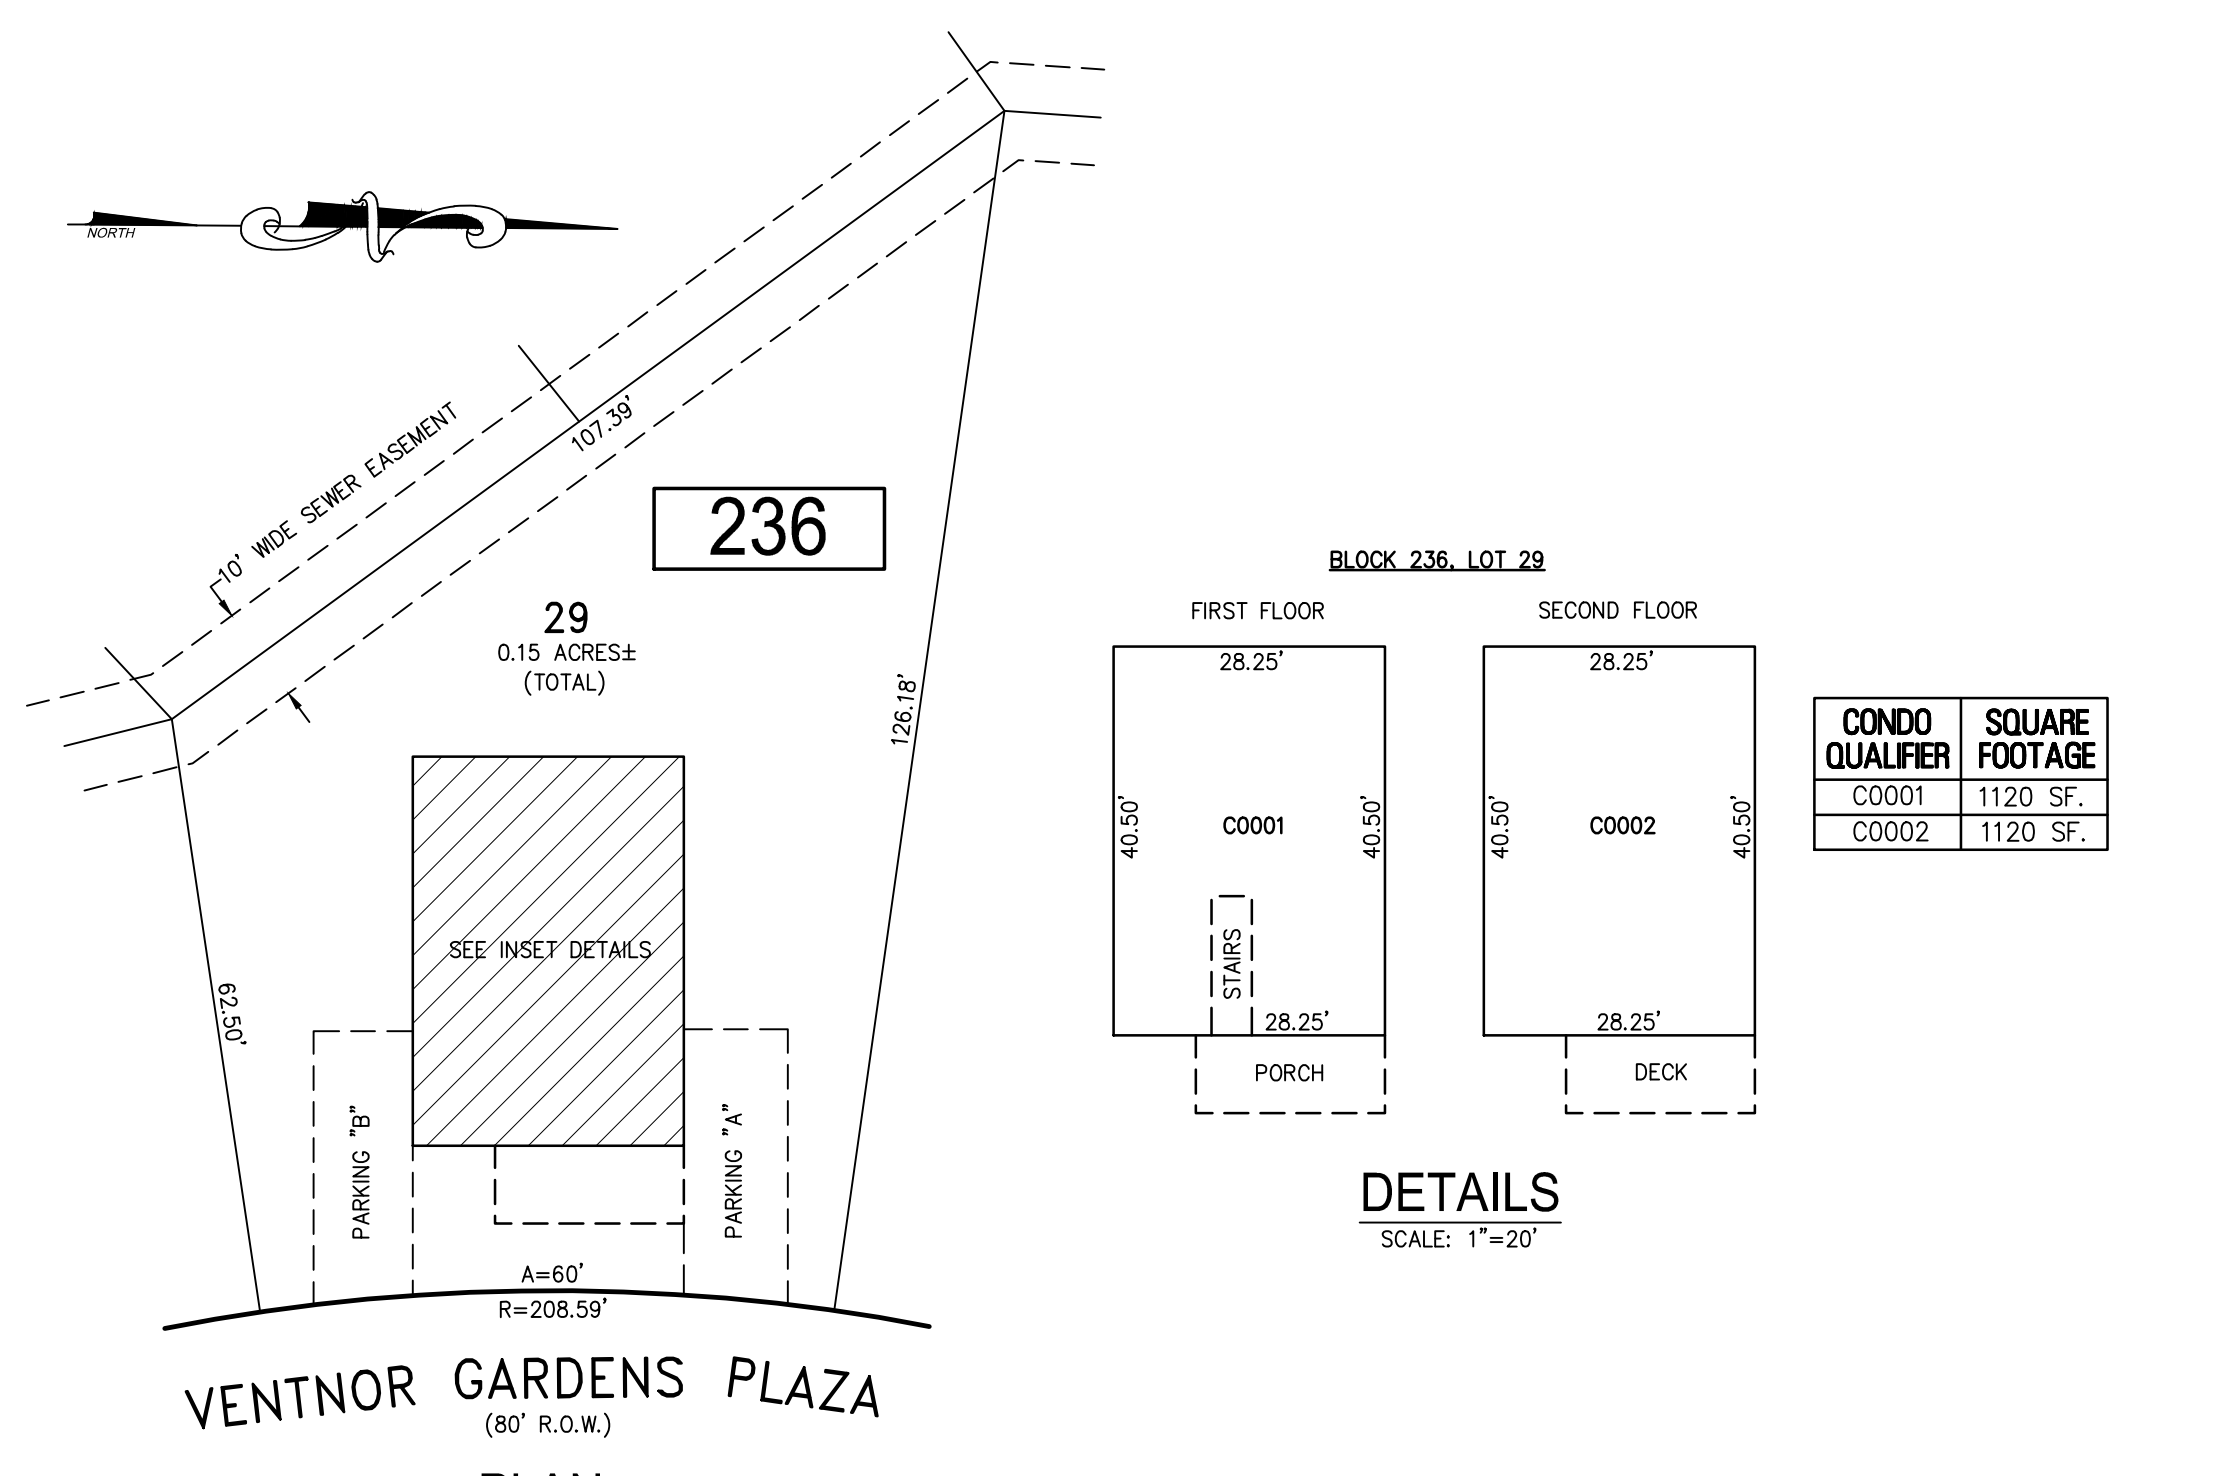 NORTH
10' WIDE SEWER EASEMENT
107.39'
236
29
0.15 ACRES±
(TOTAL)
126.18'
62.50'
SEE INSET DETAILS
PARKING "B"
PARKING "A"
A=60'
R=208.59'
VENTNOR GARDENS PLAZA
(80' R.O.W.)
BLOCK 236, LOT 29
FIRST FLOOR
28.25'
40.50'
C0001
40.50'
STAIRS
28.25'
PORCH
SECOND FLOOR
28.25'
40.50'
C0002
40.50'
28.25'
DECK
CONDO QUALIFIER SQUARE FOOTAGE
C0001 1120 SF.
C0002 1120 SF.
DETAILS
SCALE: 1"=20'
PLAN